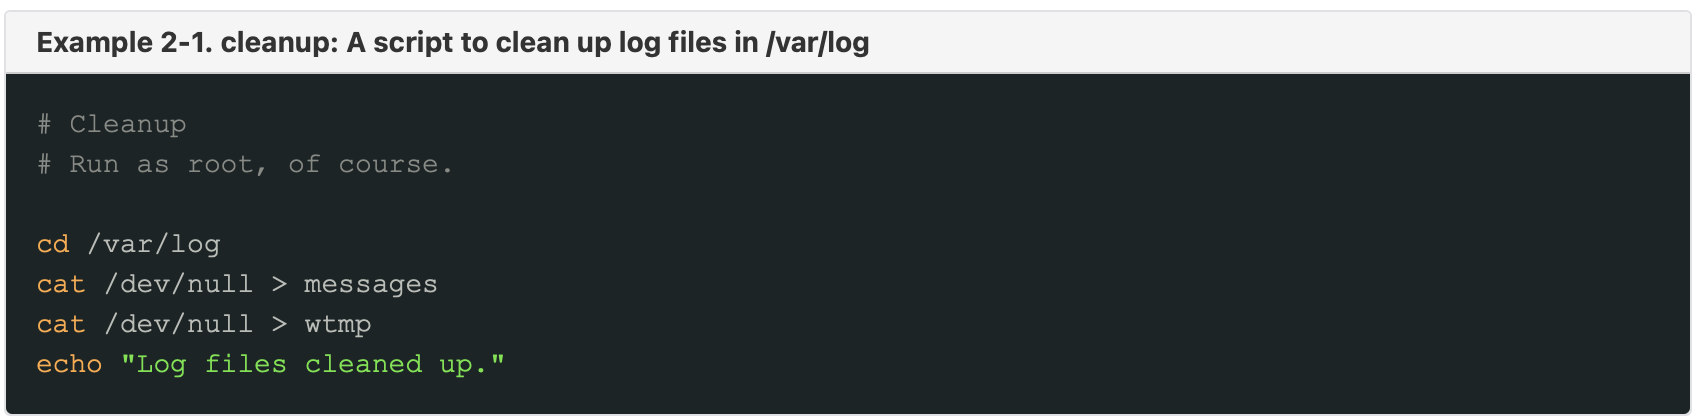 Example 2-1. cleanup: A script to clean up log files in /var/log
# Cleanup
# Run as root, of course.
cd /var/log
cat /dev/null > messages
cat /dev/null > wtmp
echo "Log files cleaned up."